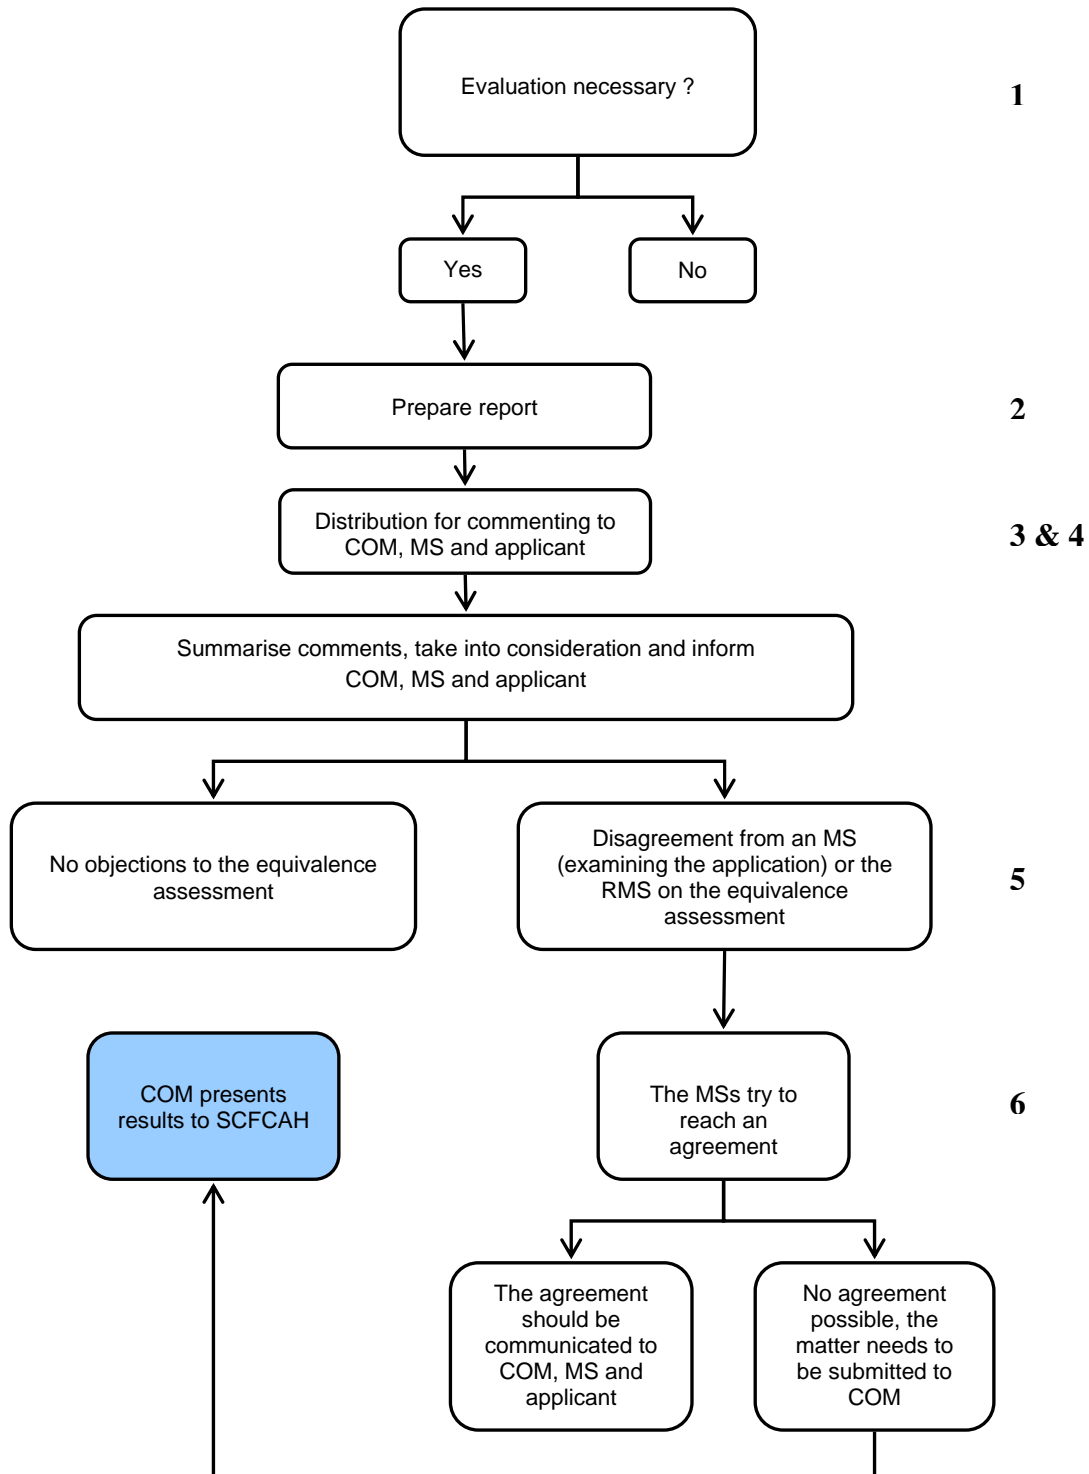 Evaluation necessary ?
1
Yes
No
Prepare report
2
Distribution for commenting to
COM, MS and applicant
3 & 4
Summarise comments, take into consideration and inform
COM, MS and applicant
No objections to the equivalence
assessment
Disagreement from an MS
(examining the application) or the
RMS on the equivalence
assessment
5
COM presents
results to SCFCAH
The MSs try to
reach an
agreement
6
The agreement
should be
communicated to
COM, MS and
applicant
No agreement
possible, the
matter needs to
be submitted to
COM